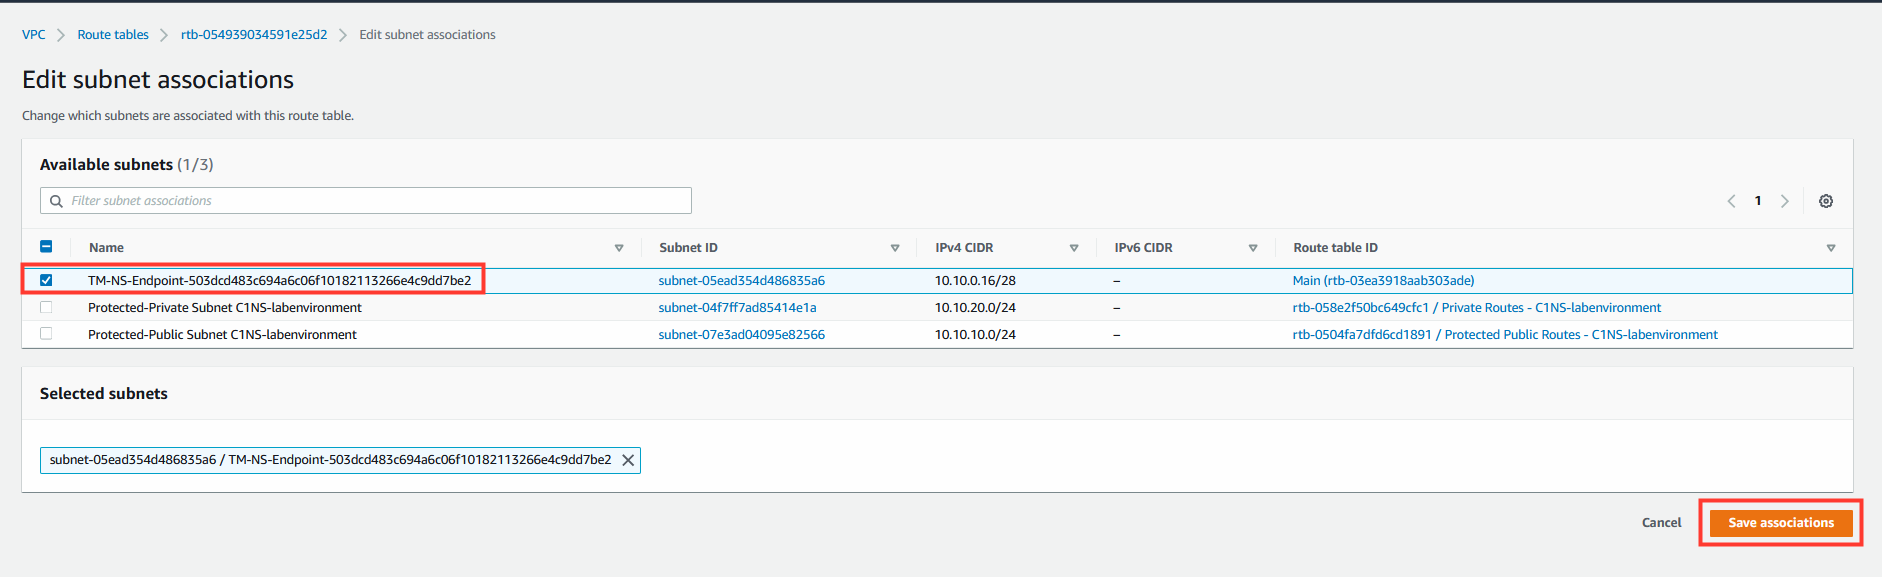 VPC > Route tables > rtb-054939034591e25d2 > Edit subnet associations
Edit subnet associations
Change which subnets are associated with this route table.
Available subnets (1/3)
Filter subnet associations
1
Name Subnet ID IPv4 CIDR IPv6 CIDR Route table ID
TM-NS-Endpoint-503dcd483c694a6c06f10182113266e4c9dd7be2 subnet-05ead354d486835a6 10.10.0.16/28 – Main (rtb-03ea3918aab303ade)
Protected-Private Subnet C1NS-labenvironment subnet-04f7ff7ad85414e1a 10.10.20.0/24 – rtb-058e2f50bc649cfc1 / Private Routes - C1NS-labenvironment
Protected-Public Subnet C1NS-labenvironment subnet-07e3ad04095e82566 10.10.10.0/24 – rtb-0504fa7dfd6cd1891 / Protected Public Routes - C1NS-labenvironment
Selected subnets
subnet-05ead354d486835a6 / TM-NS-Endpoint-503dcd483c694a6c06f10182113266e4c9dd7be2
Cancel Save associations